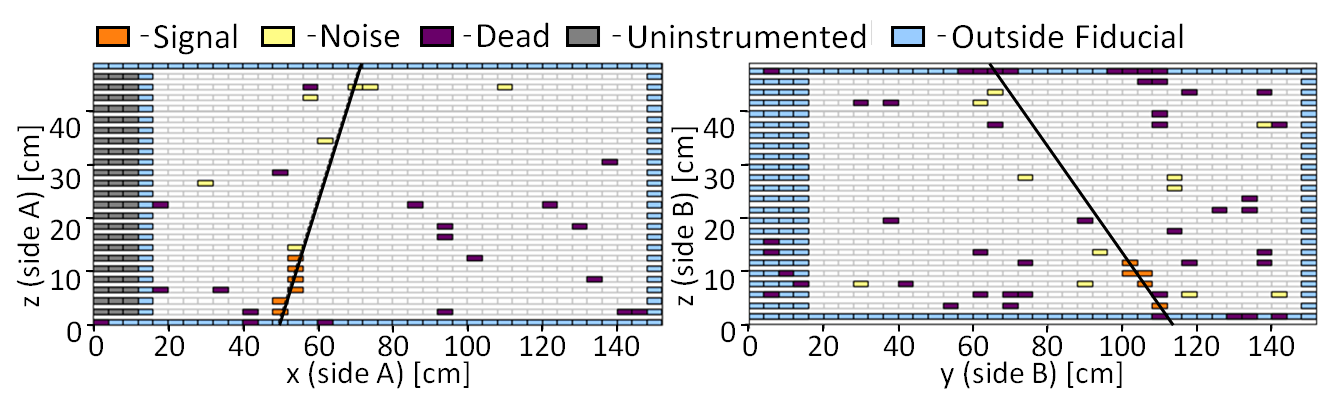 -Signal -Noise -Dead -Uninstrumented -Outside Fiducial
z (side A) [cm]
40
30
20
10
0
0 20 40 60 80 100 120 140
x (side A) [cm]
z (side B) [cm]
40
30
20
10
0
0 20 40 60 80 100 120 140
y (side B) [cm]